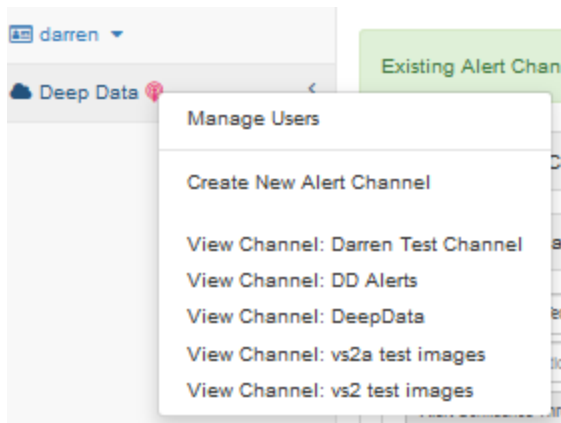 darren
Existing Alert Chan
Deep Data
Manage Users
Create New Alert Channel
View Channel: Darren Test Channel
View Channel: DD Alerts
View Channel: DeepData
View Channel: vs2a test images
View Channel: vs2 test images